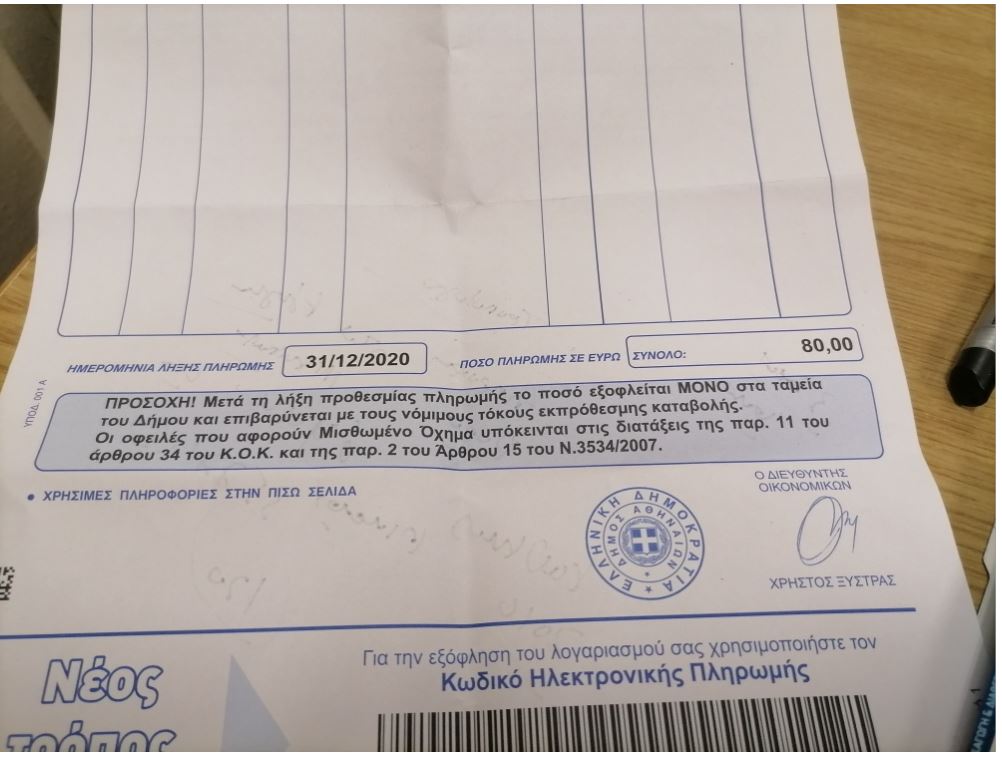 ΗΜΕΡΟΜΗΝΙΑ ΛΗΞΗΣ ΠΛΗΡΩΜΗΣ 31/12/2020 ΠΟΣΟ ΠΛΗΡΩΜΗΣ ΣΕ ΕΥΡΩ ΣΥΝΟΛΟ: 80,00
ΥΠΟΔ. 001 Α
ΠΡΟΣΟΧΗ! Μετά τη λήξη προθεσμίας πληρωμής το ποσό εξοφλείται ΜΟΝΟ στα ταμεία
του Δήμου και επιβαρύνεται με τους νόμιμους τόκους εκπρόθεσμης καταβολής.
Οι οφειλές που αφορούν Μισθωμένο Όχημα υπόκεινται στις διατάξεις της παρ. 11 του
άρθρου 34 του Κ.Ο.Κ. και της παρ. 2 του Άρθρου 15 του Ν.3534/2007.
• ΧΡΗΣΙΜΕΣ ΠΛΗΡΟΦΟΡΙΕΣ ΣΤΗΝ ΠΙΣΩ ΣΕΛΙΔΑ
Ο ΔΙΕΥΘΥΝΤΗΣ
ΟΙΚΟΝΟΜΙΚΩΝ
ΕΛΛΗΝΙΚΗ ΔΗΜΟΚΡΑΤΙΑ
ΔΗΜΟΣ ΑΘΗΝΑΙΩΝ
ΧΡΗΣΤΟΣ ΞΥΣΤΡΑΣ
Για την εξόφληση του λογαριασμού σας χρησιμοποιήστε τον
Κωδικό Ηλεκτρονικής Πληρωμής
Νέος
τρόπος